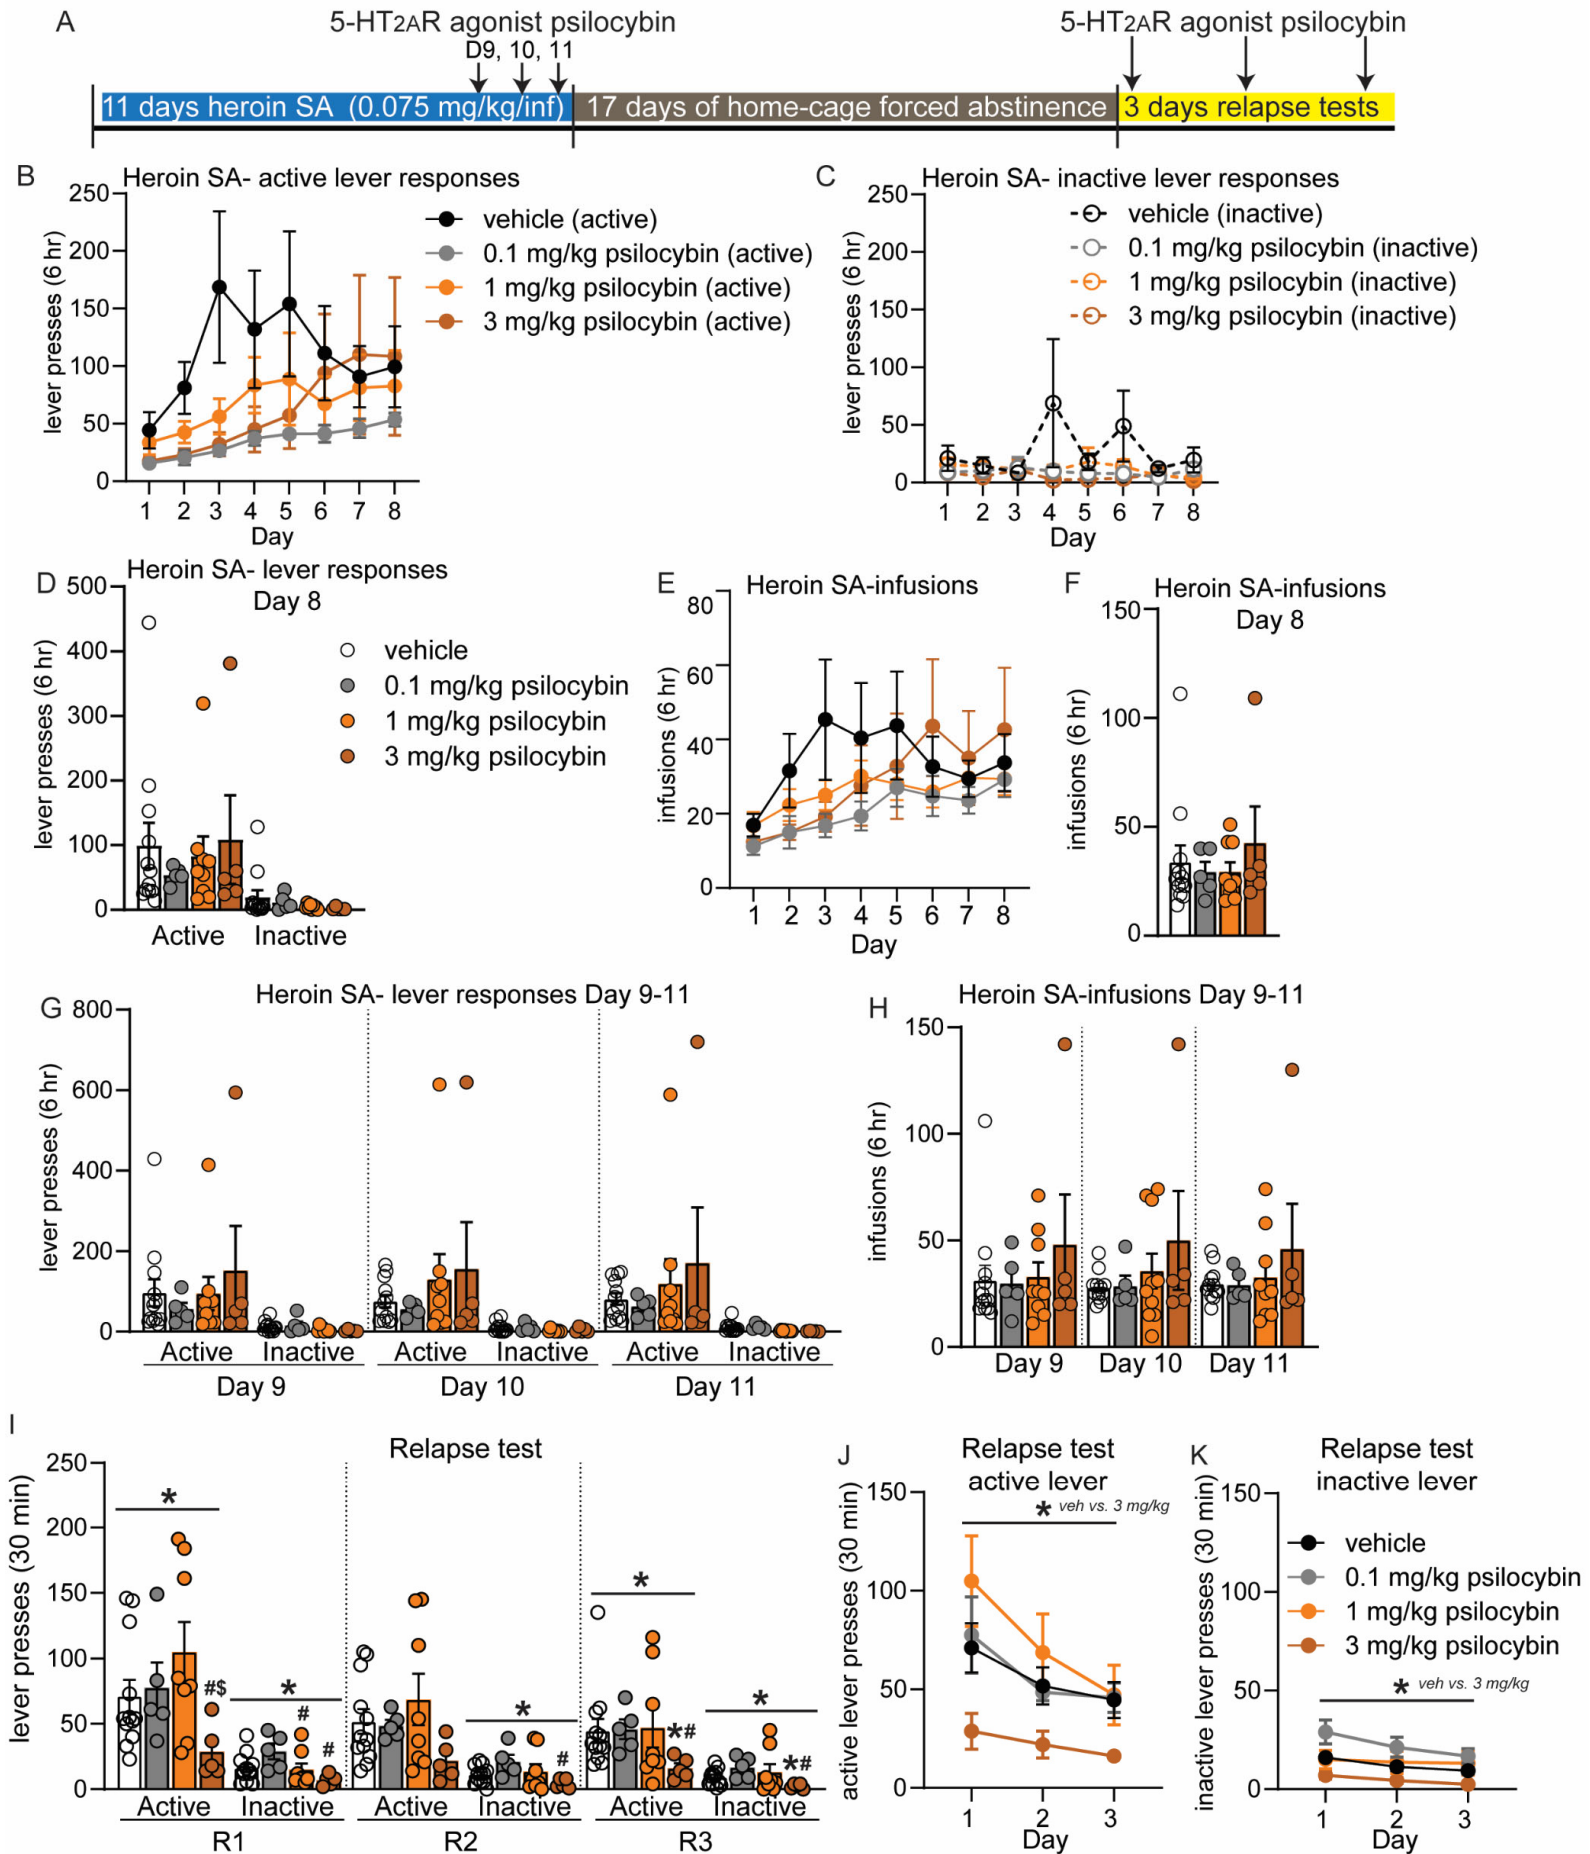 A
5-HT2AR agonist psilocybin
D9, 10, 11
5-HT2AR agonist psilocybin
11 days heroin SA (0.075 mg/kg/inf)
17 days of home-cage forced abstinence
3 days relapse tests
B
Heroin SA- active lever responses
lever presses (6 hr)
250
200
150
100
50
0
1 2 3 4 5 6 7 8
Day
vehicle (active)
0.1 mg/kg psilocybin (active)
1 mg/kg psilocybin (active)
3 mg/kg psilocybin (active)
C
Heroin SA- inactive lever responses
lever presses (6 hr)
250
200
150
100
50
0
1 2 3 4 5 6 7 8
Day
vehicle (inactive)
0.1 mg/kg psilocybin (inactive)
1 mg/kg psilocybin (inactive)
3 mg/kg psilocybin (inactive)
D
Heroin SA- lever responses
Day 8
lever presses (6 hr)
500
400
300
200
100
0
Active Inactive
vehicle
0.1 mg/kg psilocybin
1 mg/kg psilocybin
3 mg/kg psilocybin
E
Heroin SA-infusions
infusions (6 hr)
80
60
40
20
0
1 2 3 4 5 6 7 8
Day
F
Heroin SA-infusions
Day 8
infusions (6 hr)
150
100
50
0
G
Heroin SA- lever responses Day 9-11
lever presses (6 hr)
800
600
400
200
0
Active Inactive Active Inactive Active Inactive
Day 9 Day 10 Day 11
H
Heroin SA-infusions Day 9-11
infusions (6 hr)
150
100
50
0
Day 9 Day 10 Day 11
I
Relapse test
lever presses (30 min)
250
200
150
100
50
0
*
#$
*
#
#
*
#
*
*#
*
*#
Active Inactive Active Inactive Active Inactive
R1 R2 R3
J
Relapse test
active lever
active lever presses (30 min)
150
100
50
0
* veh vs. 3 mg/kg
1 2 3
Day
K
Relapse test
inactive lever
inactive lever presses (30 min)
150
100
50
0
vehicle
0.1 mg/kg psilocybin
1 mg/kg psilocybin
3 mg/kg psilocybin
* veh vs. 3 mg/kg
1 2 3
Day